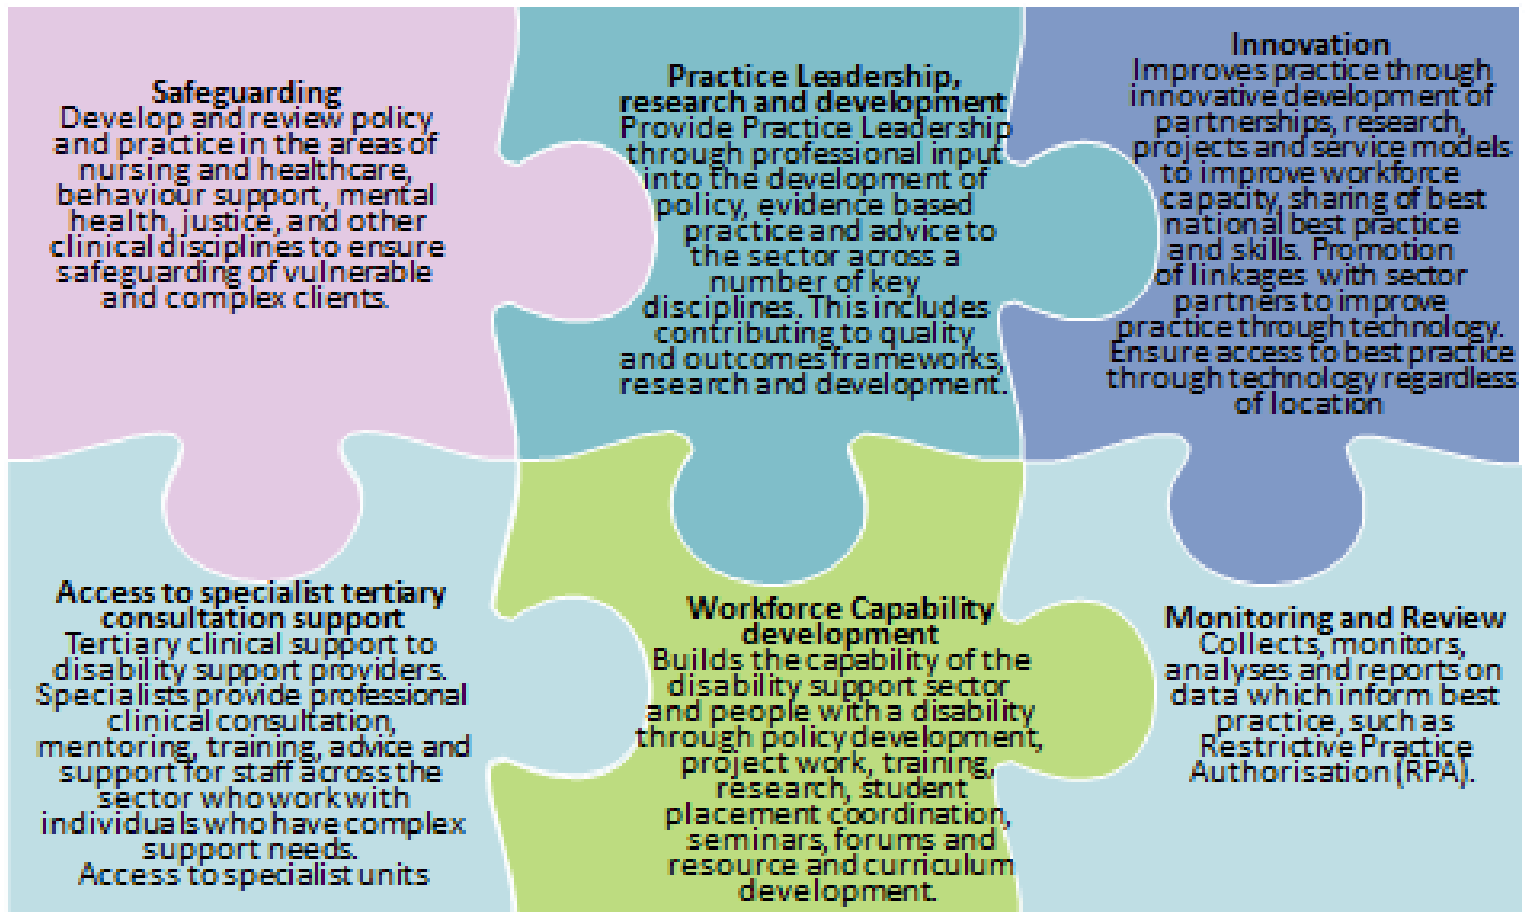 Safeguarding
Develop and review policy
and practice in the areas of
nursing and healthcare,
behaviour support, mental
health, justice, and other
clinical disciplines to ensure
safeguarding of vulnerable
and complex clients.
Practice Leadership,
research and development
Provide Practice Leadership
through professional input
into the development of
policy, evidence based
practice and advice to
the sector across a
number of key
disciplines. This includes
contributing to quality
and outcomes frameworks,
research and development.
Innovation
Improves practice through
innovative development of
partnerships, research,
projects and service models
to improve workforce
capacity, sharing of best
national best practice
and skills. Promotion
of linkages with sector
partners to improve
practice through technology.
Ensure access to best practice
through technology regardless
of location
Access to specialist tertiary
consultation support
Tertiary clinical support to
disability support providers.
Specialists provide professional
clinical consultation,
mentoring, training, advice and
support for staff across the
sector who work with
individuals who have complex
support needs.
Access to specialist units
Workforce Capability
development
Builds the capability of the
disability support sector
and people with a disability
through policy development,
project work, training,
research, student
placement coordination,
seminars, forums and
resource and curriculum
development.
Monitoring and Review
Collects, monitors,
analyses and reports on
data which inform best
practice, such as
Restrictive Practice
Authorisation (RPA).